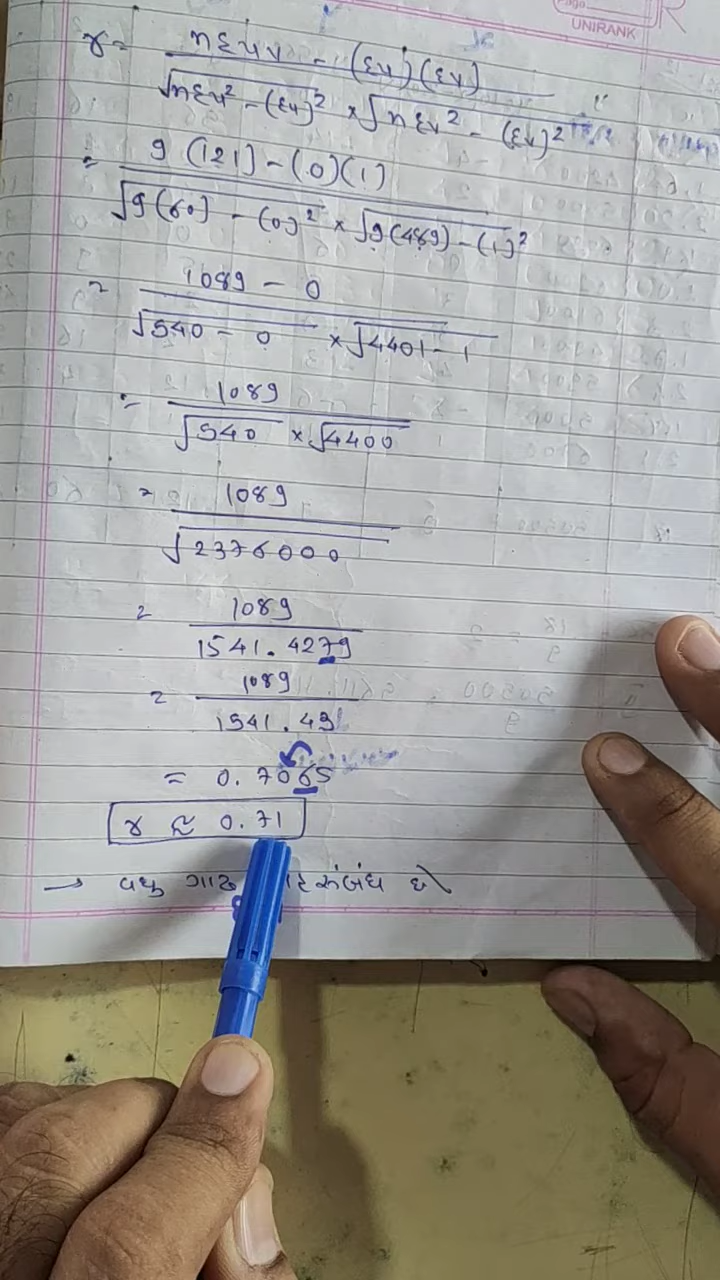 UNIRANK
r = nΣuv - (Σu)(Σv)
√nΣu² - (Σu)² × √nΣv² - (Σv)²
= 9 (121) - (0)(1)
√9(60) - (0)² × √9(489) - (1)²
= 1089 - 0
√540 - 0 × √4401 - 1
= 1089
√540 × √4400
= 1089
√2376000
= 1089
1541.4279
= 1089
1541.43
= 0.7065
r ≈ 0.71
→ વધુ ગાઢ સંબંધ છે